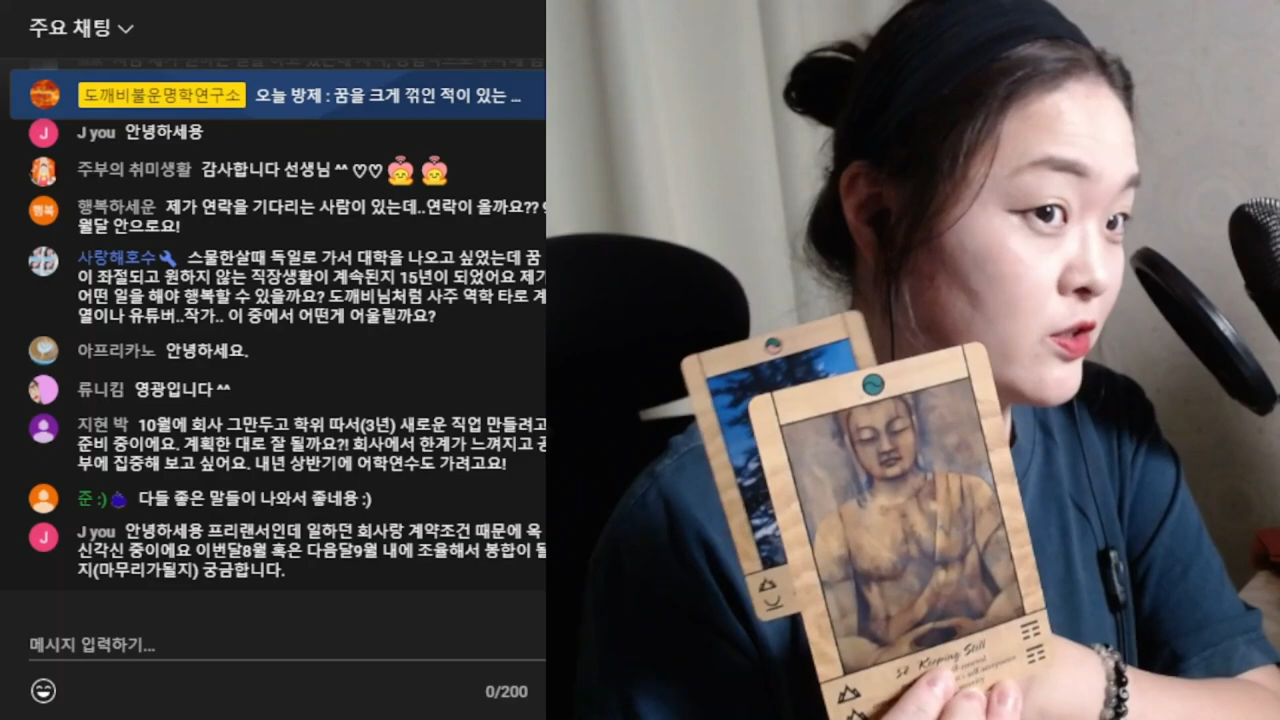 주요 채팅
도깨비불운명학연구소 오늘 방제 : 꿈을 크게 꺾인 적이 있는 ...
J you 안녕하세용
주부의 취미생활 감사합니다 선생님 ^^ ♡♡
행복
행복하세운 제가 연락을 기다리는 사람이 있는데..연락이 올까요??
월달 안으로요!
사랑해호수 스물한살때 독일로 가서 대학을 나오고 싶었는데 꿈
이 좌절되고 원하지 않는 직장생활이 계속된지 15년이 되었어요 제가
어떤 일을 해야 행복할 수 있을까요? 도깨비님처럼 사주 역학 타로 계
열이나 유튜버..작가.. 이 중에서 어떤게 어울릴까요?
아프리카노 안녕하세요.
류니킴 영광입니다 ^^
지현 박 10월에 회사 그만두고 학위 따서(3년) 새로운 직업 만들려고
준비 중이에요. 계획한 대로 잘 될까요?! 회사에서 한계가 느껴지고 공
부에 집중해 보고 싶어요. 내년 상반기에 어학연수도 가려고요!
준 :) 다들 좋은 말들이 나와서 좋네용 :)
J
J you 안녕하세용 프리랜서인데 일하던 회사랑 계약조건 때문에 옥
신각신 중이에요 이번달8월 혹은 다음달9월 내에 조율해서 봉합이 될
지(마무리가될지) 궁금합니다.
메시지 입력하기...
0/200
52 Keeping Still